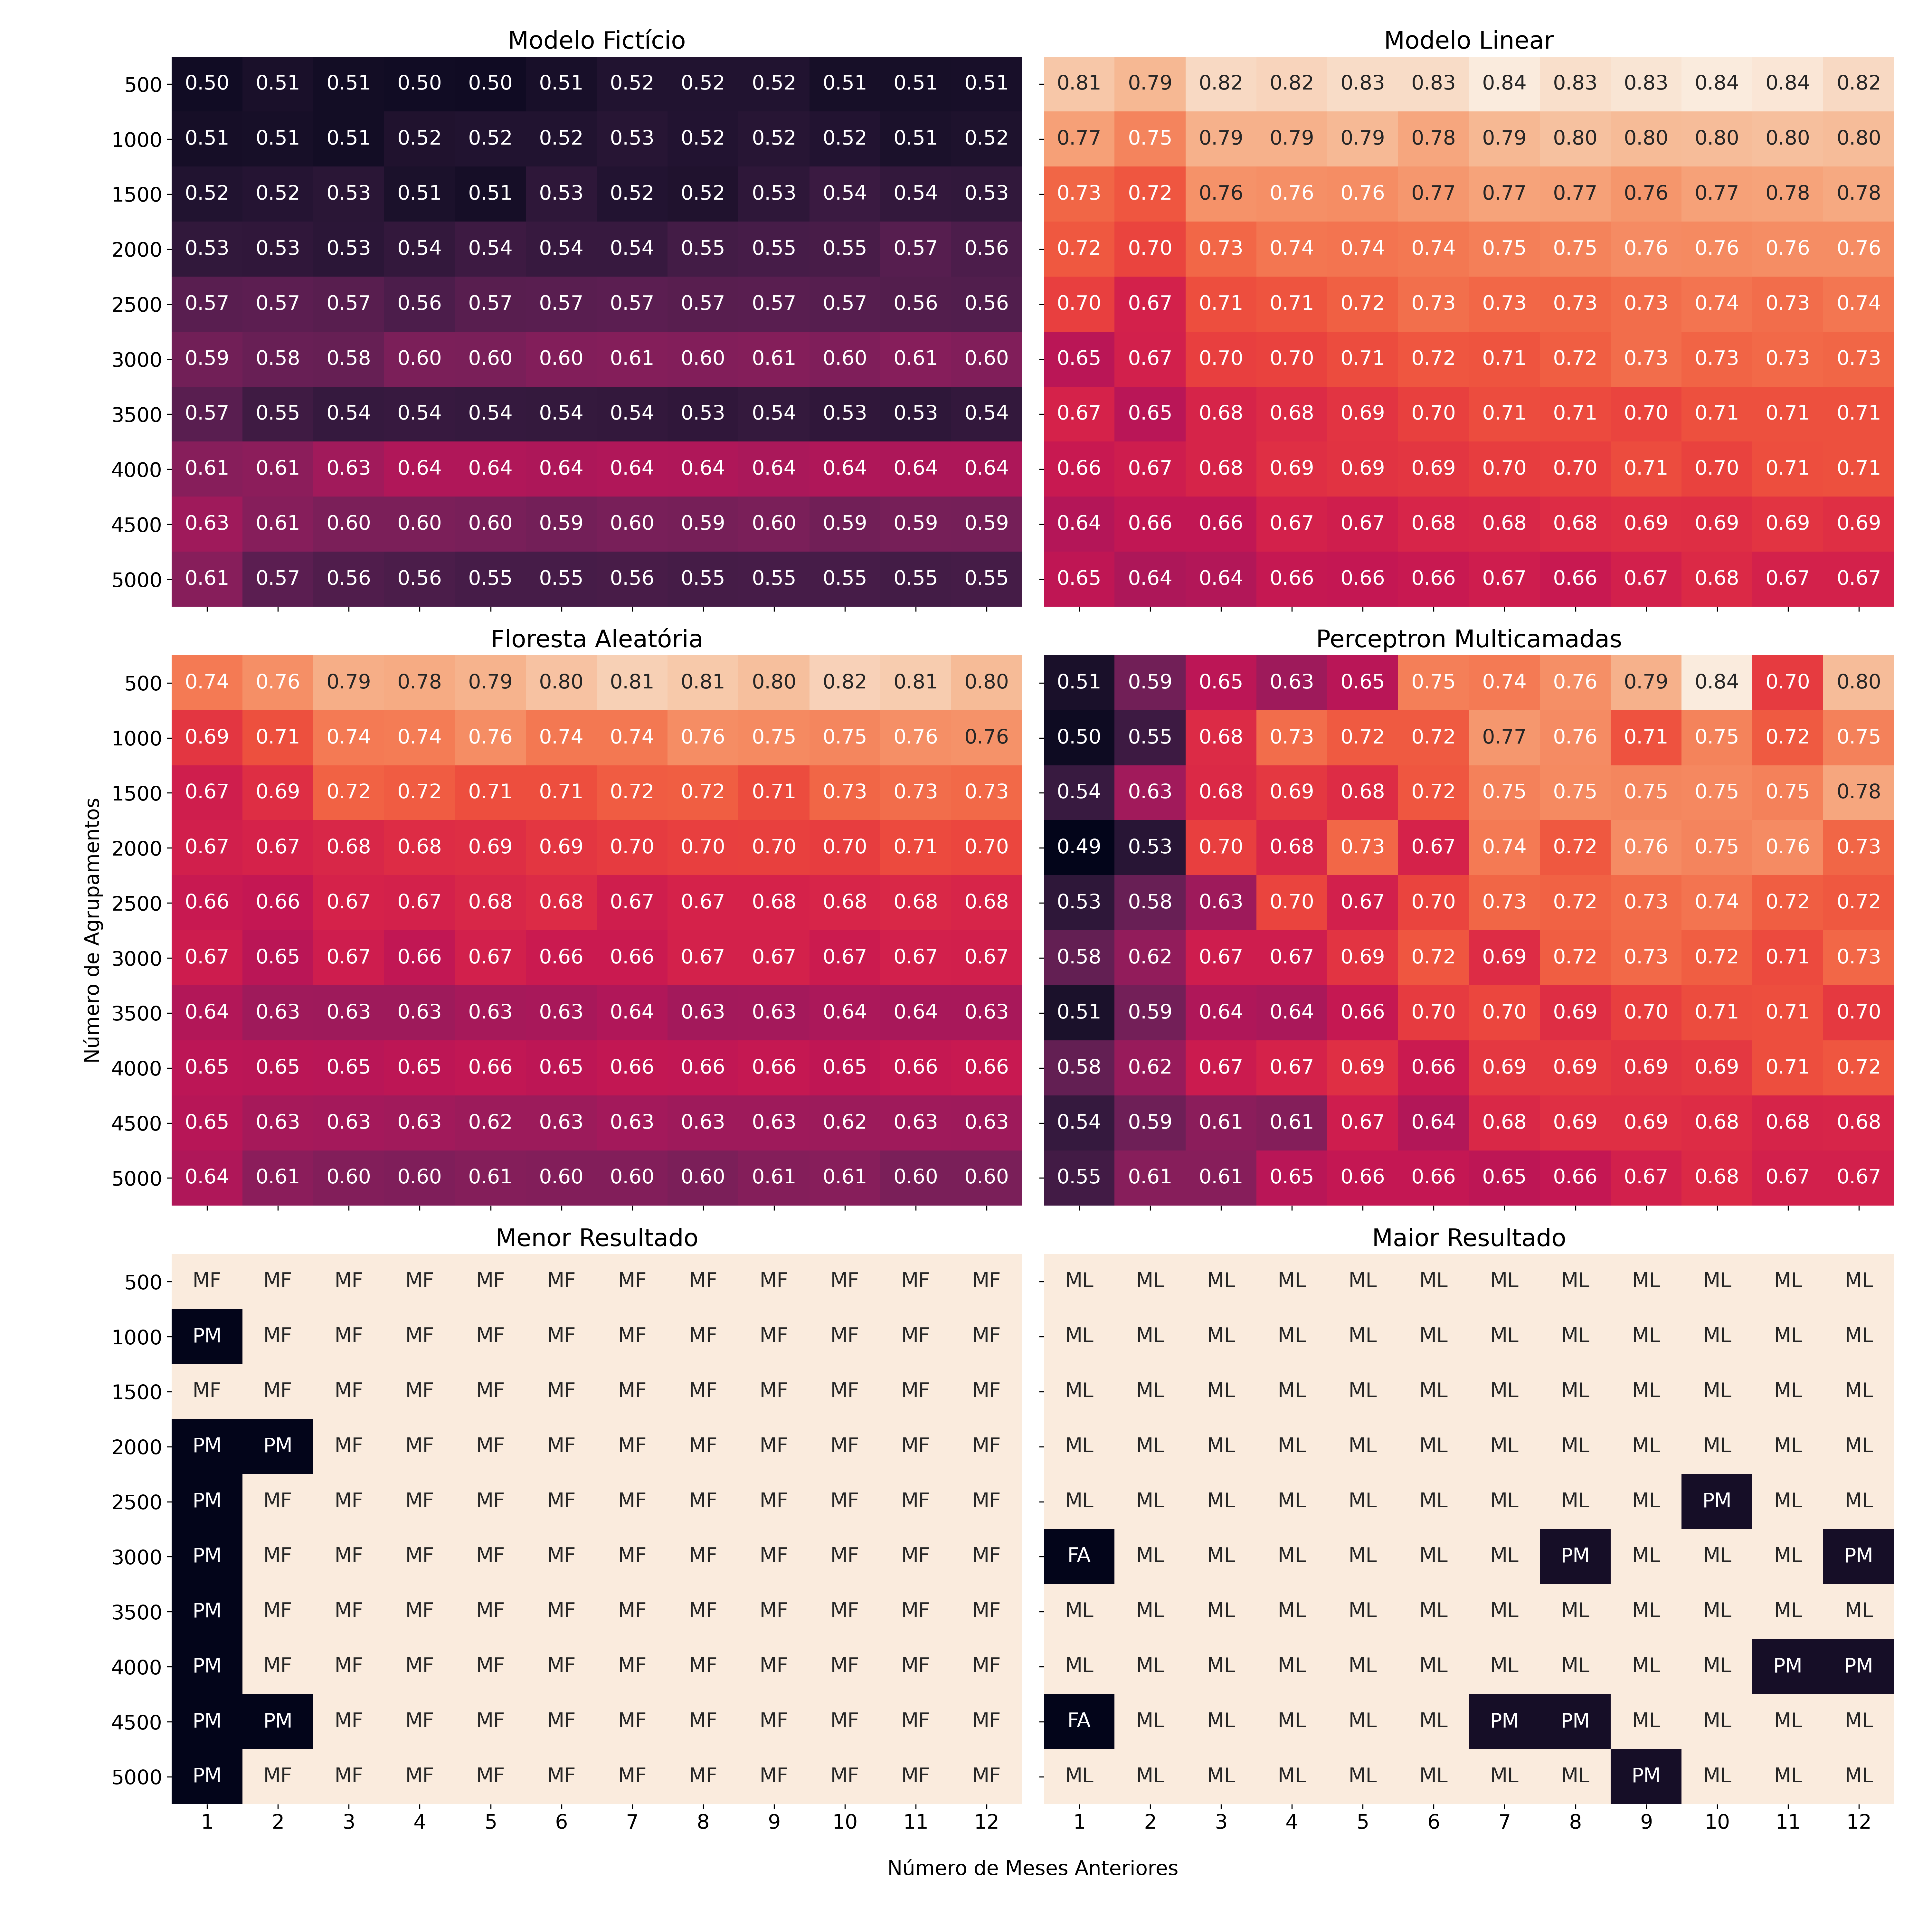 Modelo Fictício
500 0.50 0.51 0.51 0.50 0.50 0.51 0.52 0.52 0.52 0.51 0.51 0.51
1000 0.51 0.51 0.51 0.52 0.52 0.52 0.53 0.52 0.52 0.52 0.51 0.52
1500 0.52 0.52 0.53 0.51 0.51 0.53 0.52 0.52 0.53 0.54 0.54 0.53
2000 0.53 0.53 0.53 0.54 0.54 0.54 0.54 0.55 0.55 0.55 0.57 0.56
2500 0.57 0.57 0.57 0.56 0.57 0.57 0.57 0.57 0.57 0.57 0.56 0.56
3000 0.59 0.58 0.58 0.60 0.60 0.60 0.61 0.60 0.61 0.60 0.61 0.60
3500 0.57 0.55 0.54 0.54 0.54 0.54 0.54 0.53 0.54 0.53 0.53 0.54
4000 0.61 0.61 0.63 0.64 0.64 0.64 0.64 0.64 0.64 0.64 0.64 0.64
4500 0.63 0.61 0.60 0.60 0.60 0.59 0.60 0.59 0.60 0.59 0.59 0.59
5000 0.61 0.57 0.56 0.56 0.55 0.55 0.56 0.55 0.55 0.55 0.55 0.55
Modelo Linear
0.81 0.79 0.82 0.82 0.83 0.83 0.84 0.83 0.83 0.84 0.84 0.82
0.77 0.75 0.79 0.79 0.79 0.78 0.79 0.80 0.80 0.80 0.80 0.80
0.73 0.72 0.76 0.76 0.76 0.77 0.77 0.77 0.76 0.77 0.78 0.78
0.72 0.70 0.73 0.74 0.74 0.74 0.75 0.75 0.76 0.76 0.76 0.76
0.70 0.67 0.71 0.71 0.72 0.73 0.73 0.73 0.73 0.74 0.73 0.74
0.65 0.67 0.70 0.70 0.71 0.72 0.71 0.72 0.73 0.73 0.73 0.73
0.67 0.65 0.68 0.68 0.69 0.70 0.71 0.71 0.70 0.71 0.71 0.71
0.66 0.67 0.68 0.69 0.69 0.69 0.70 0.70 0.71 0.70 0.71 0.71
0.64 0.66 0.66 0.67 0.67 0.68 0.68 0.68 0.69 0.69 0.69 0.69
0.65 0.64 0.64 0.66 0.66 0.66 0.67 0.66 0.67 0.68 0.67 0.67
Número de Agrupamentos
Floresta Aleatória
500 0.74 0.76 0.79 0.78 0.79 0.80 0.81 0.81 0.80 0.82 0.81 0.80
1000 0.69 0.71 0.74 0.74 0.76 0.74 0.74 0.76 0.75 0.75 0.76 0.76
1500 0.67 0.69 0.72 0.72 0.71 0.71 0.72 0.72 0.71 0.73 0.73 0.73
2000 0.67 0.67 0.68 0.68 0.69 0.69 0.70 0.70 0.70 0.70 0.71 0.70
2500 0.66 0.66 0.67 0.67 0.68 0.68 0.67 0.67 0.68 0.68 0.68 0.68
3000 0.67 0.65 0.67 0.66 0.67 0.66 0.66 0.67 0.67 0.67 0.67 0.67
3500 0.64 0.63 0.63 0.63 0.63 0.63 0.64 0.63 0.63 0.64 0.64 0.63
4000 0.65 0.65 0.65 0.65 0.66 0.65 0.66 0.66 0.66 0.65 0.66 0.66
4500 0.65 0.63 0.63 0.63 0.62 0.63 0.63 0.63 0.63 0.62 0.63 0.63
5000 0.64 0.61 0.60 0.60 0.61 0.60 0.60 0.60 0.61 0.61 0.60 0.60
Perceptron Multicamadas
0.51 0.59 0.65 0.63 0.65 0.75 0.74 0.76 0.79 0.84 0.70 0.80
0.50 0.55 0.68 0.73 0.72 0.72 0.77 0.76 0.71 0.75 0.72 0.75
0.54 0.63 0.68 0.69 0.68 0.72 0.75 0.75 0.75 0.75 0.75 0.78
0.49 0.53 0.70 0.68 0.73 0.67 0.74 0.72 0.76 0.75 0.76 0.73
0.53 0.58 0.63 0.70 0.67 0.70 0.73 0.72 0.73 0.74 0.72 0.72
0.58 0.62 0.67 0.67 0.69 0.72 0.69 0.72 0.73 0.72 0.71 0.73
0.51 0.59 0.64 0.64 0.66 0.70 0.70 0.69 0.70 0.71 0.71 0.70
0.58 0.62 0.67 0.67 0.69 0.66 0.69 0.69 0.69 0.69 0.71 0.72
0.54 0.59 0.61 0.61 0.67 0.64 0.68 0.69 0.69 0.68 0.68 0.68
0.55 0.61 0.61 0.65 0.66 0.66 0.65 0.66 0.67 0.68 0.67 0.67
Menor Resultado
500 MF MF MF MF MF MF MF MF MF MF MF MF
1000 PM MF MF MF MF MF MF MF MF MF MF MF
1500 MF MF MF MF MF MF MF MF MF MF MF MF
2000 PM PM MF MF MF MF MF MF MF MF MF MF
2500 PM MF MF MF MF MF MF MF MF MF MF MF
3000 PM MF MF MF MF MF MF MF MF MF MF MF
3500 PM MF MF MF MF MF MF MF MF MF MF MF
4000 PM MF MF MF MF MF MF MF MF MF MF MF
4500 PM PM MF MF MF MF MF MF MF MF MF MF
5000 PM MF MF MF MF MF MF MF MF MF MF MF
1 2 3 4 5 6 7 8 9 10 11 12
Maior Resultado
ML ML ML ML ML ML ML ML ML ML ML ML
ML ML ML ML ML ML ML ML ML ML ML ML
ML ML ML ML ML ML ML ML ML ML ML ML
ML ML ML ML ML ML ML ML ML ML ML ML
ML ML ML ML ML ML ML ML ML PM ML ML
FA ML ML ML ML ML ML PM ML ML ML PM
ML ML ML ML ML ML ML ML ML ML ML ML
ML ML ML ML ML ML ML ML ML ML PM PM
FA ML ML ML ML ML PM PM ML ML ML ML
ML ML ML ML ML ML ML ML PM ML ML ML
1 2 3 4 5 6 7 8 9 10 11 12
Número de Meses Anteriores